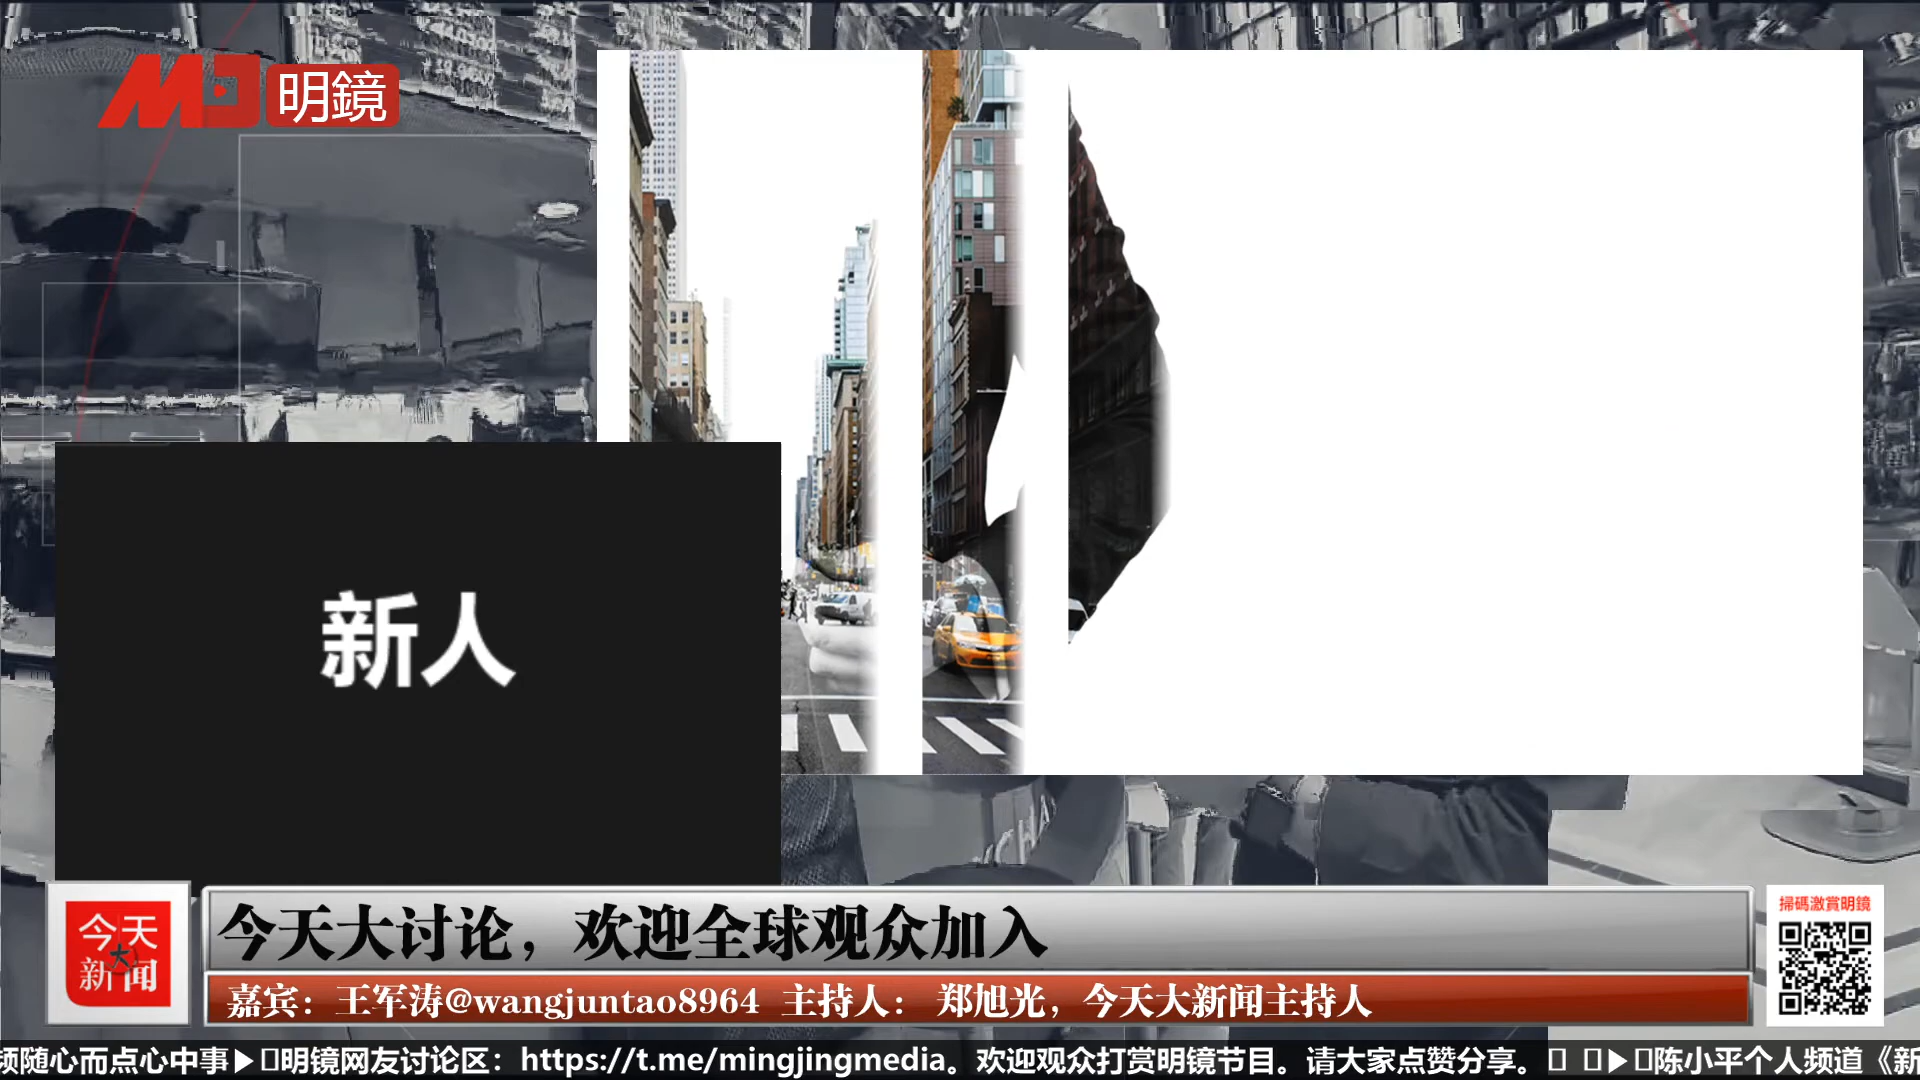 明鏡
新人
今天大新闻
今天大讨论，欢迎全球观众加入
嘉宾：王军涛@wangjuntao8964 主持人： 郑旭光，今天大新闻主持人
掃碼激賞明鏡
频随心而点心中事▶明镜网友讨论区：https://t.me/mingjingmedia。欢迎观众打赏明镜节目。请大家点赞分享。 ▶陈小平个人频道《新